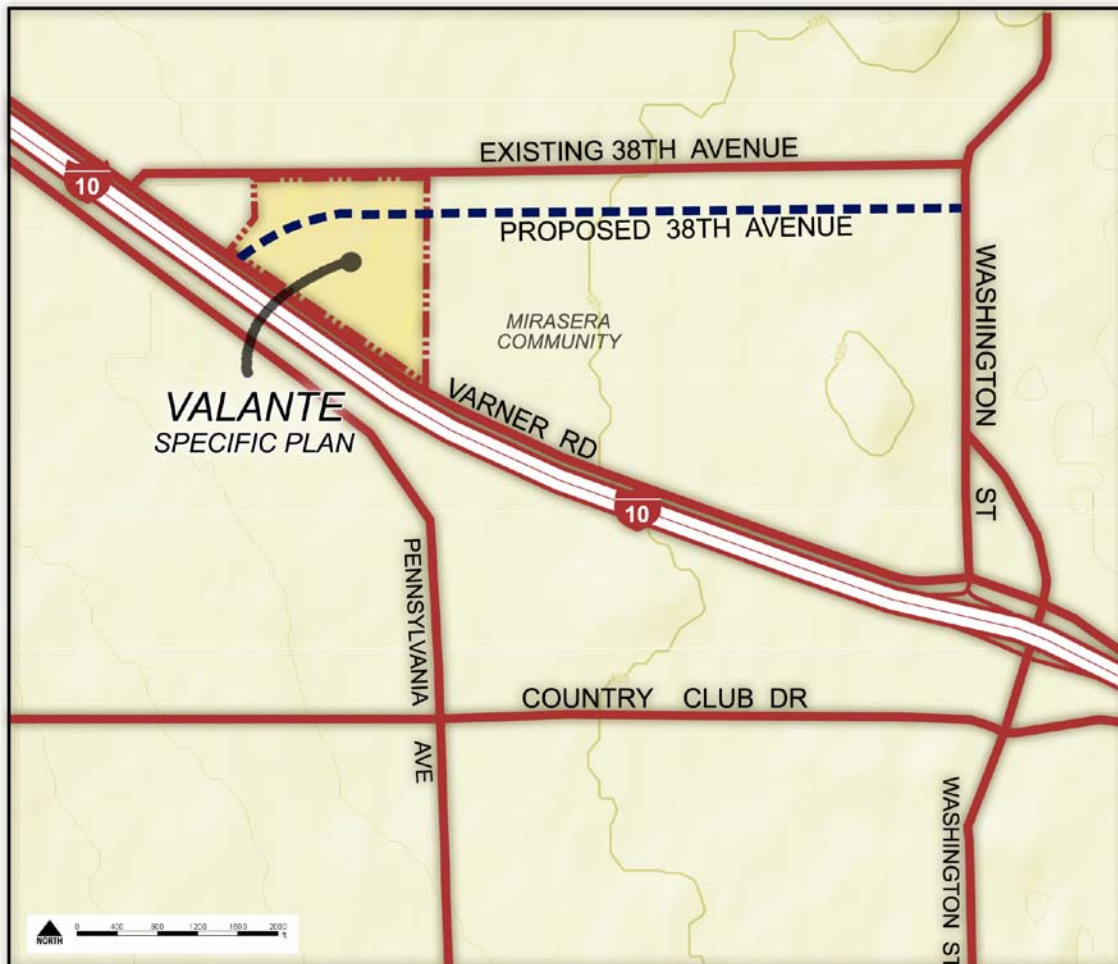 EXISTING 38TH AVENUE
10
PROPOSED 38TH AVENUE
WASHINGTON ST
MIRASERA
COMMUNITY
VALANTE
SPECIFIC PLAN
VARNER RD
10
PENNSYLVANIA AVE
COUNTRY CLUB DR
WASHINGTON ST
NORTH
0 400 800 1200 1600 2000